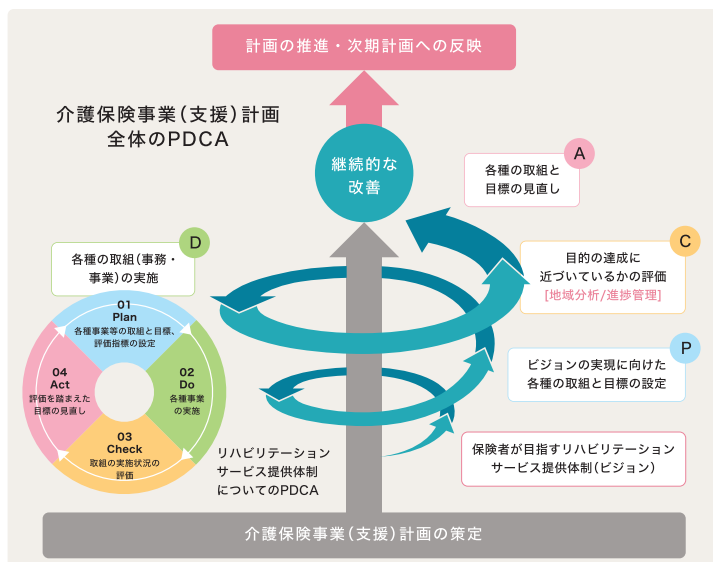 計画の推進・次期計画への反映
介護保険事業(支援)計画
全体のPDCA
継続的な
改善
A
各種の取組と
目標の見直し
D
各種の取組(事務・
事業)の実施
C
目的の達成に
近づいているかの評価
[地域分析/進捗管理]
01
Plan
各種事業等の取組と目標、
評価指標の設定
04
Act
評価を踏まえた
目標の見直し
02
Do
各種事業
の実施
03
Check
取組の実施状況の
評価
P
ビジョンの実現に向けた
各種の取組と目標の設定
リハビリテーション
サービス提供体制
についてのPDCA
保険者が目指すリハビリテーション
サービス提供体制(ビジョン)
介護保険事業(支援)計画の策定